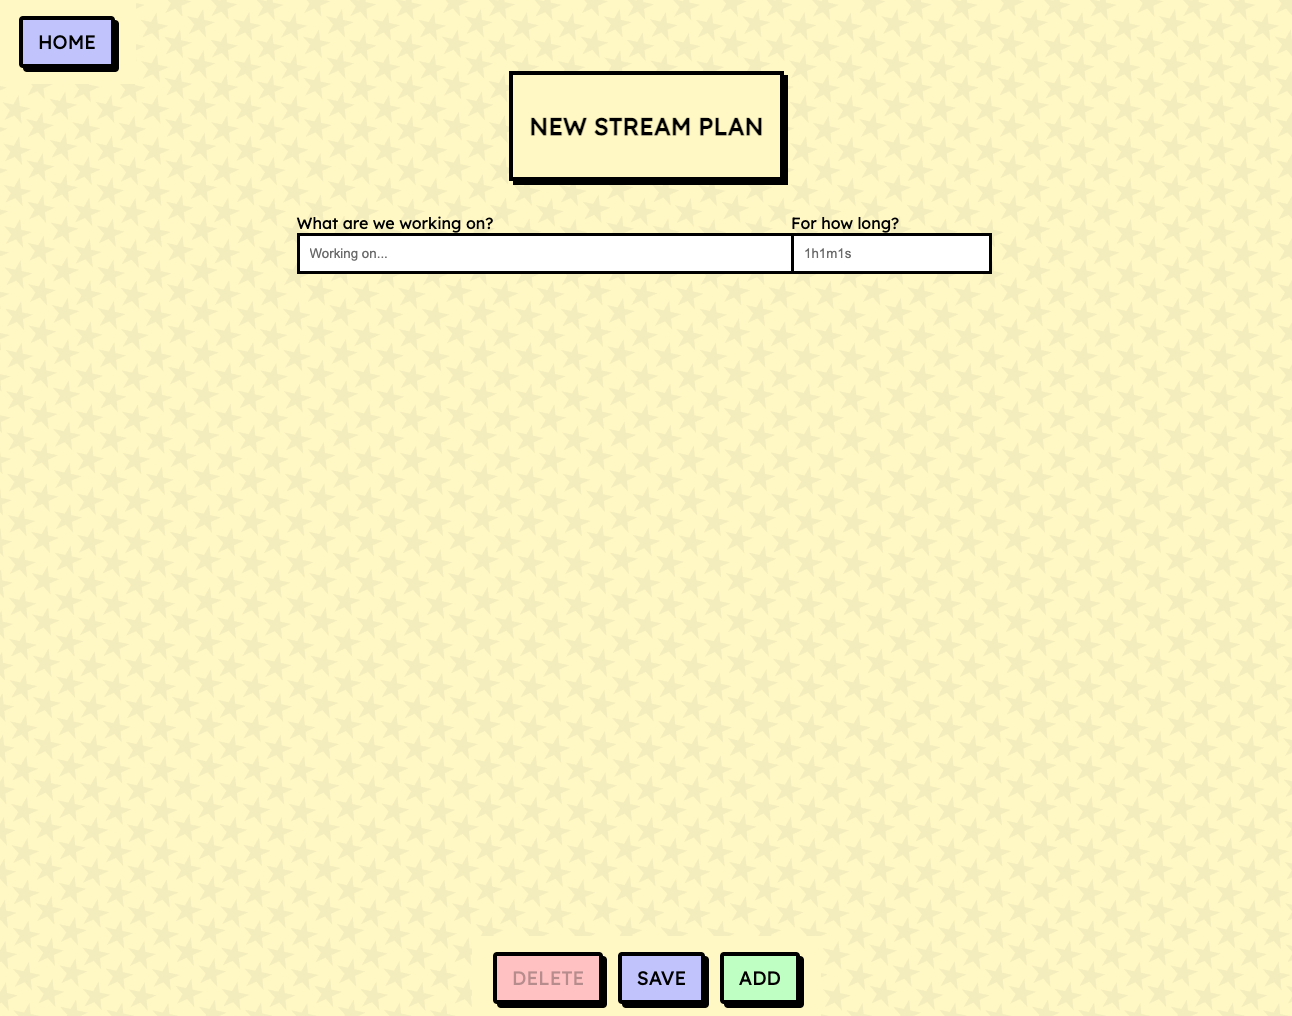 HOME
NEW STREAM PLAN
What are we working on? For how long?
Working on... 1h1m1s
DELETE SAVE ADD